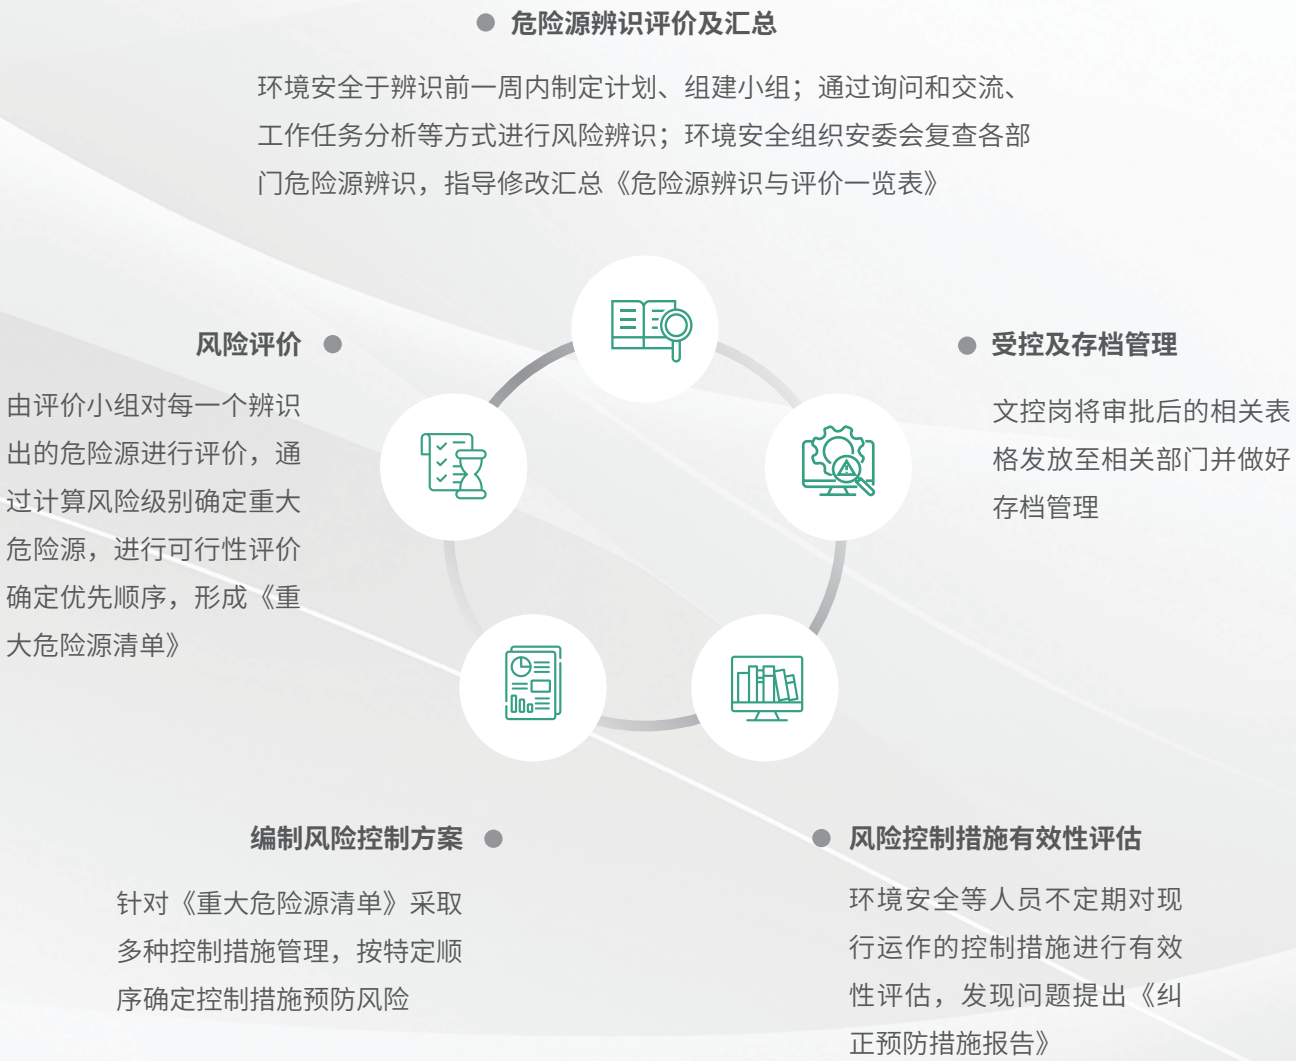 危险源辨识评价及汇总
环境安全于辨识前一周内制定计划、组建小组；通过询问和交流、
工作任务分析等方式进行风险辨识；环境安全组织安委会复查各部
门危险源辨识，指导修改汇总《危险源辨识与评价一览表》
风险评价
由评价小组对每一个辨识
出的危险源进行评价，通
过计算风险级别确定重大
危险源，进行可行性评价
确定优先顺序，形成《重
大危险源清单》
受控及存档管理
文控岗将审批后的相关表
格发放至相关部门并做好
存档管理
编制风险控制方案
针对《重大危险源清单》采取
多种控制措施管理，按特定顺
序确定控制措施预防风险
风险控制措施有效性评估
环境安全等人员不定期对现
行运作的控制措施进行有效
性评估，发现问题提出《纠
正预防措施报告》